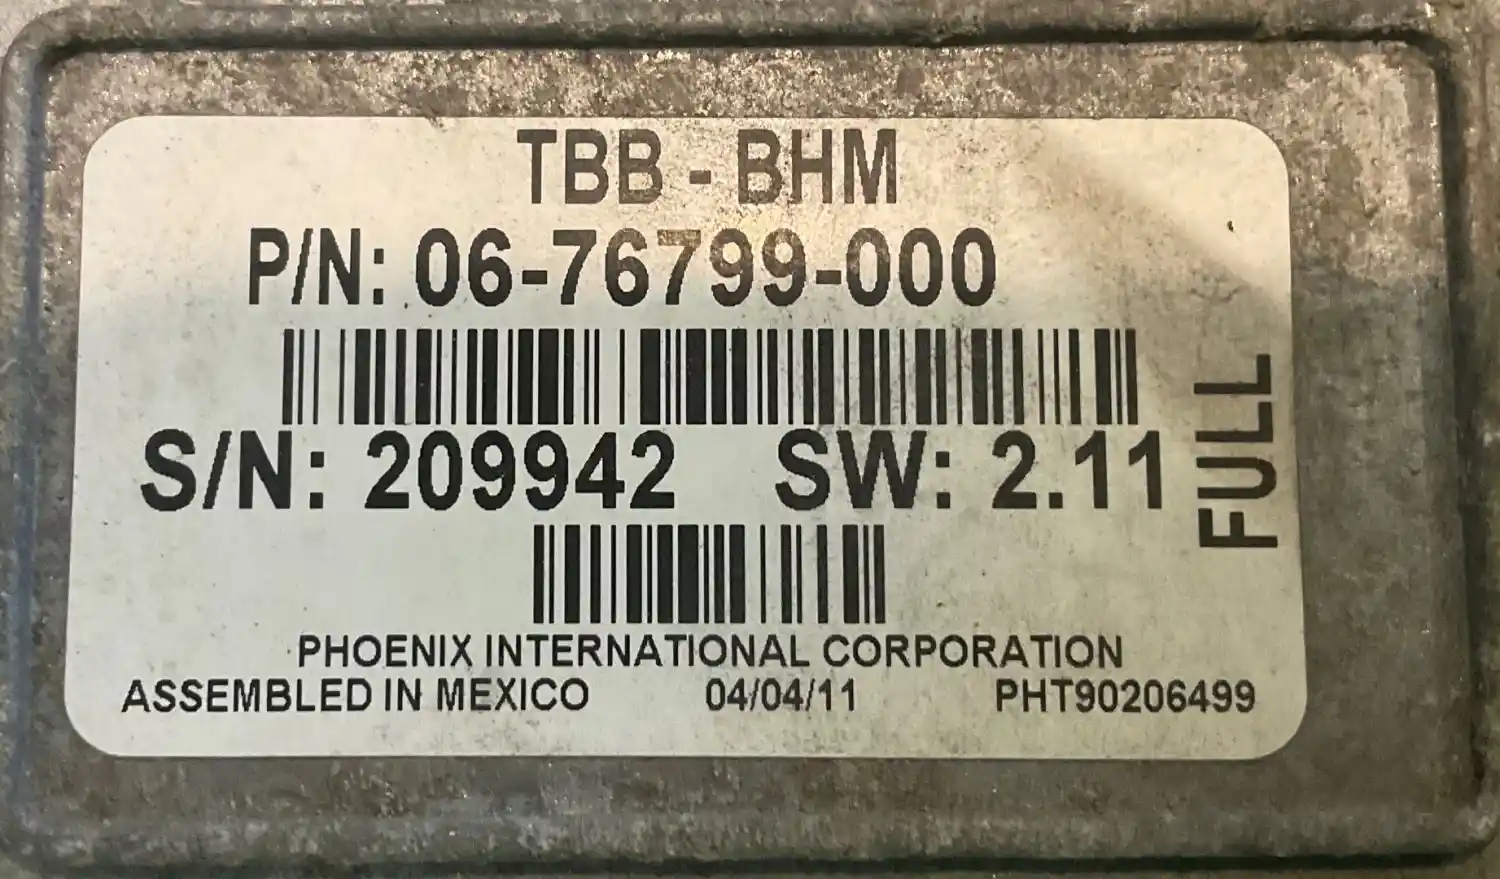 TBB - BHM
P/N: 06-76799-000
S/N: 209942 SW: 2.11
FULL
PHOENIX INTERNATIONAL CORPORATION
ASSEMBLED IN MEXICO 04/04/11 PHT90206499